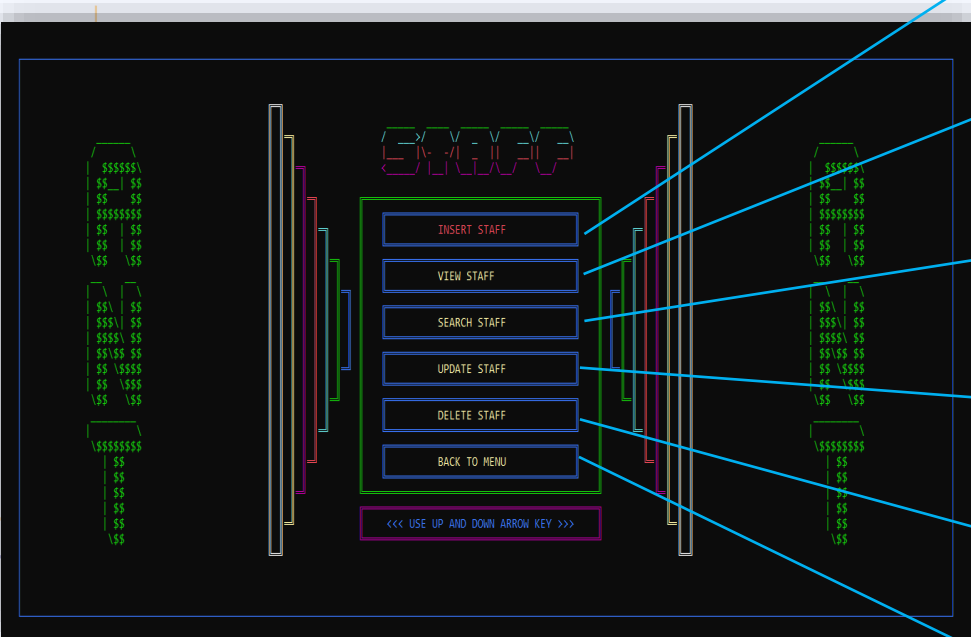 STAFF
INSERT STAFF
VIEW STAFF
SEARCH STAFF
UPDATE STAFF
DELETE STAFF
BACK TO MENU
<<< USE UP AND DOWN ARROW KEY >>>
A
N
T
A
N
T